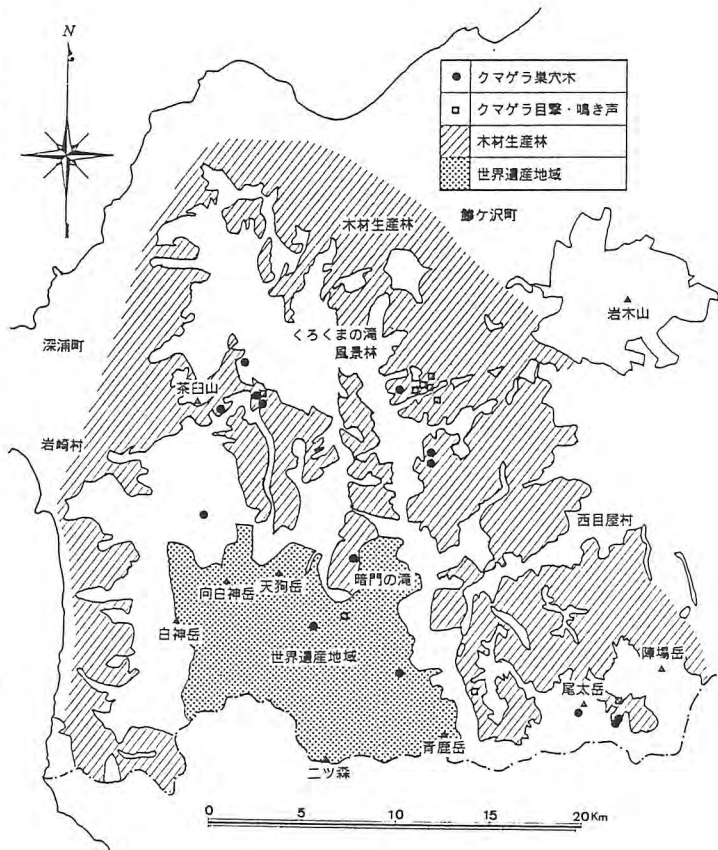 N
クマゲラ巣穴木
クマゲラ目撃・鳴き声
木材生産林
世界遺産地域
鰺ケ沢町
木材生産林
岩木山
くろくまの滝
風景林
深浦町
茶臼山
岩崎村
西目屋村
暗門の滝
向白神岳
天狗岳
白神岳
世界遺産地域
陣場岳
尾太岳
青鹿岳
二ツ森
0 5 10 15 20Km